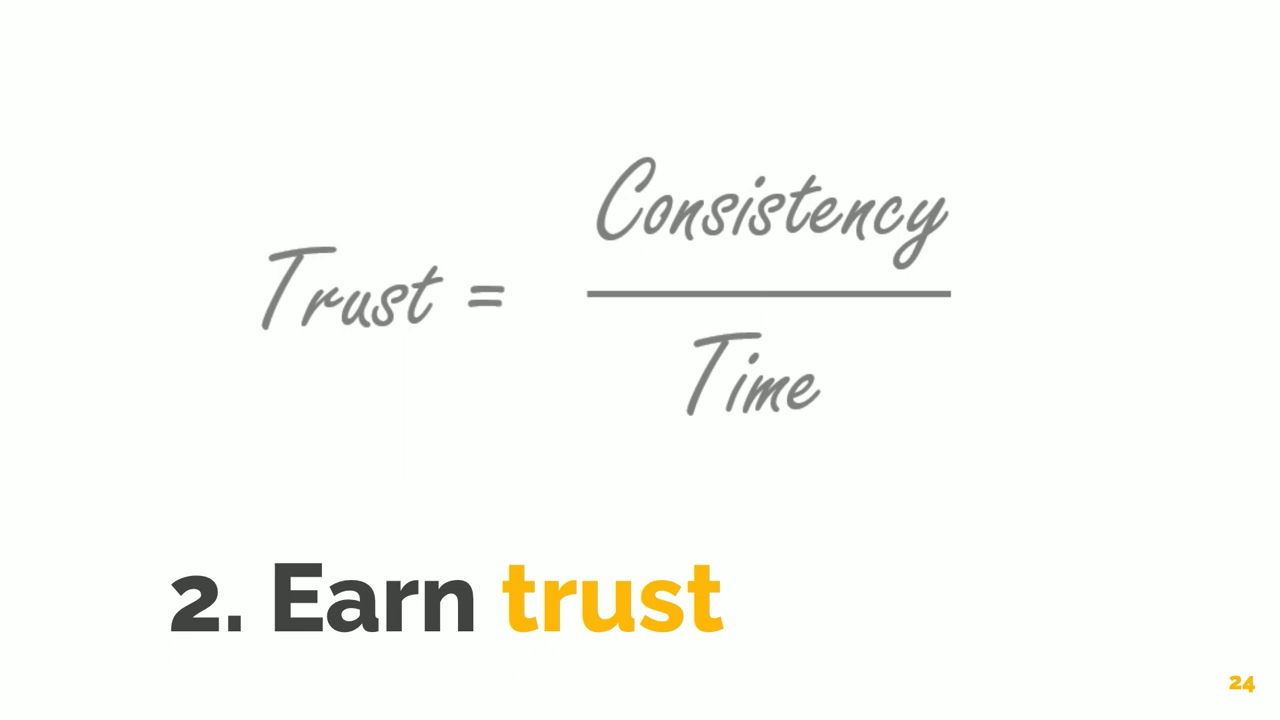 Consistency
Trust =
Time
2. Earn trust
24